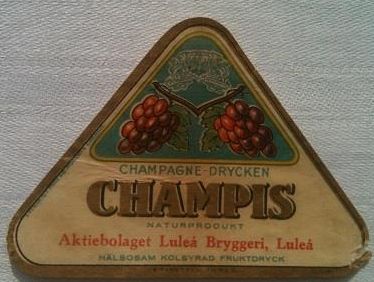 CHAMPAGNE-DRYCKEN
CHAMPIS
NATURPRODUKT
Aktiebolaget Luleå Bryggeri, Luleå
HÄLSOSAM KOLSYRAD FRUKTDRYCK